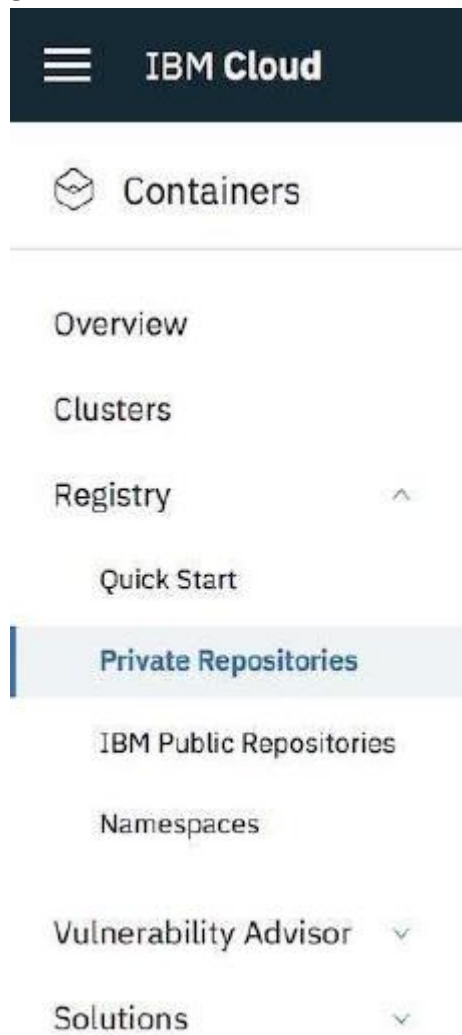 IBM Cloud
Containers
Overview
Clusters
Registry
Quick Start
Private Repositories
IBM Public Repositories
Namespaces
Vulnerability Advisor
Solutions